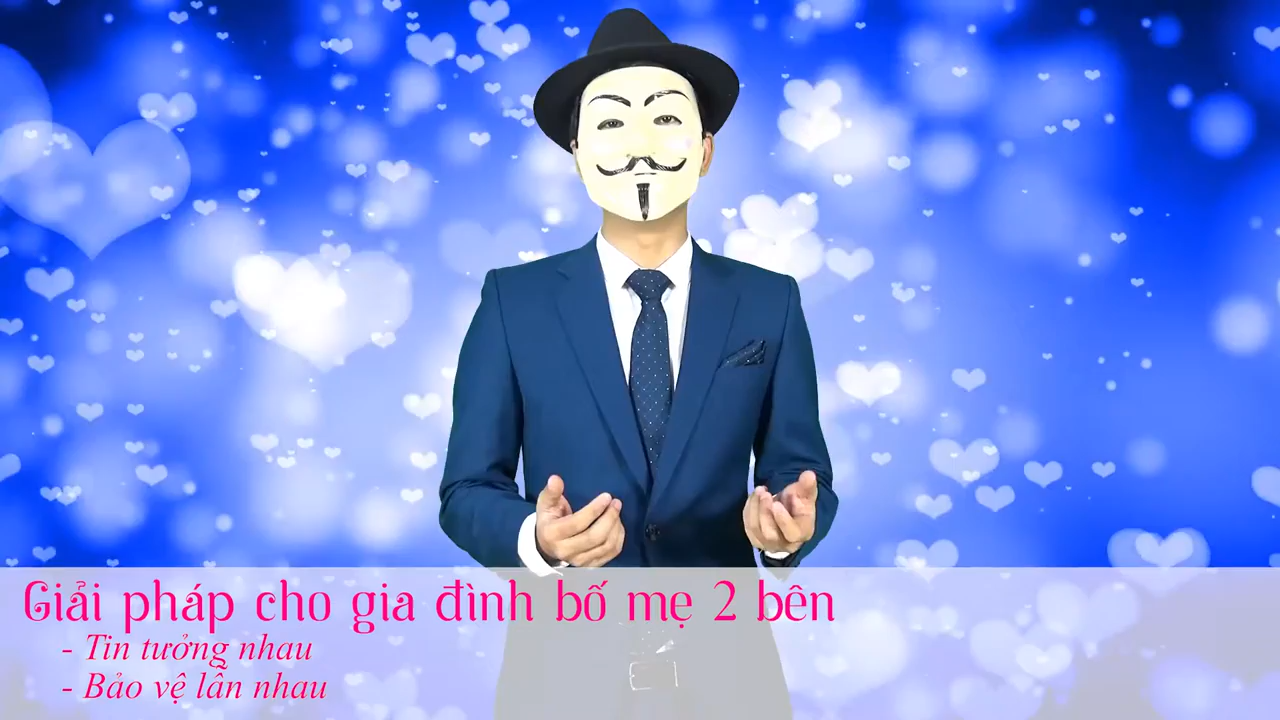 Giải pháp cho gia đình bố mẹ 2 bên
- Tin tưởng nhau
- Bảo vệ lẫn nhau